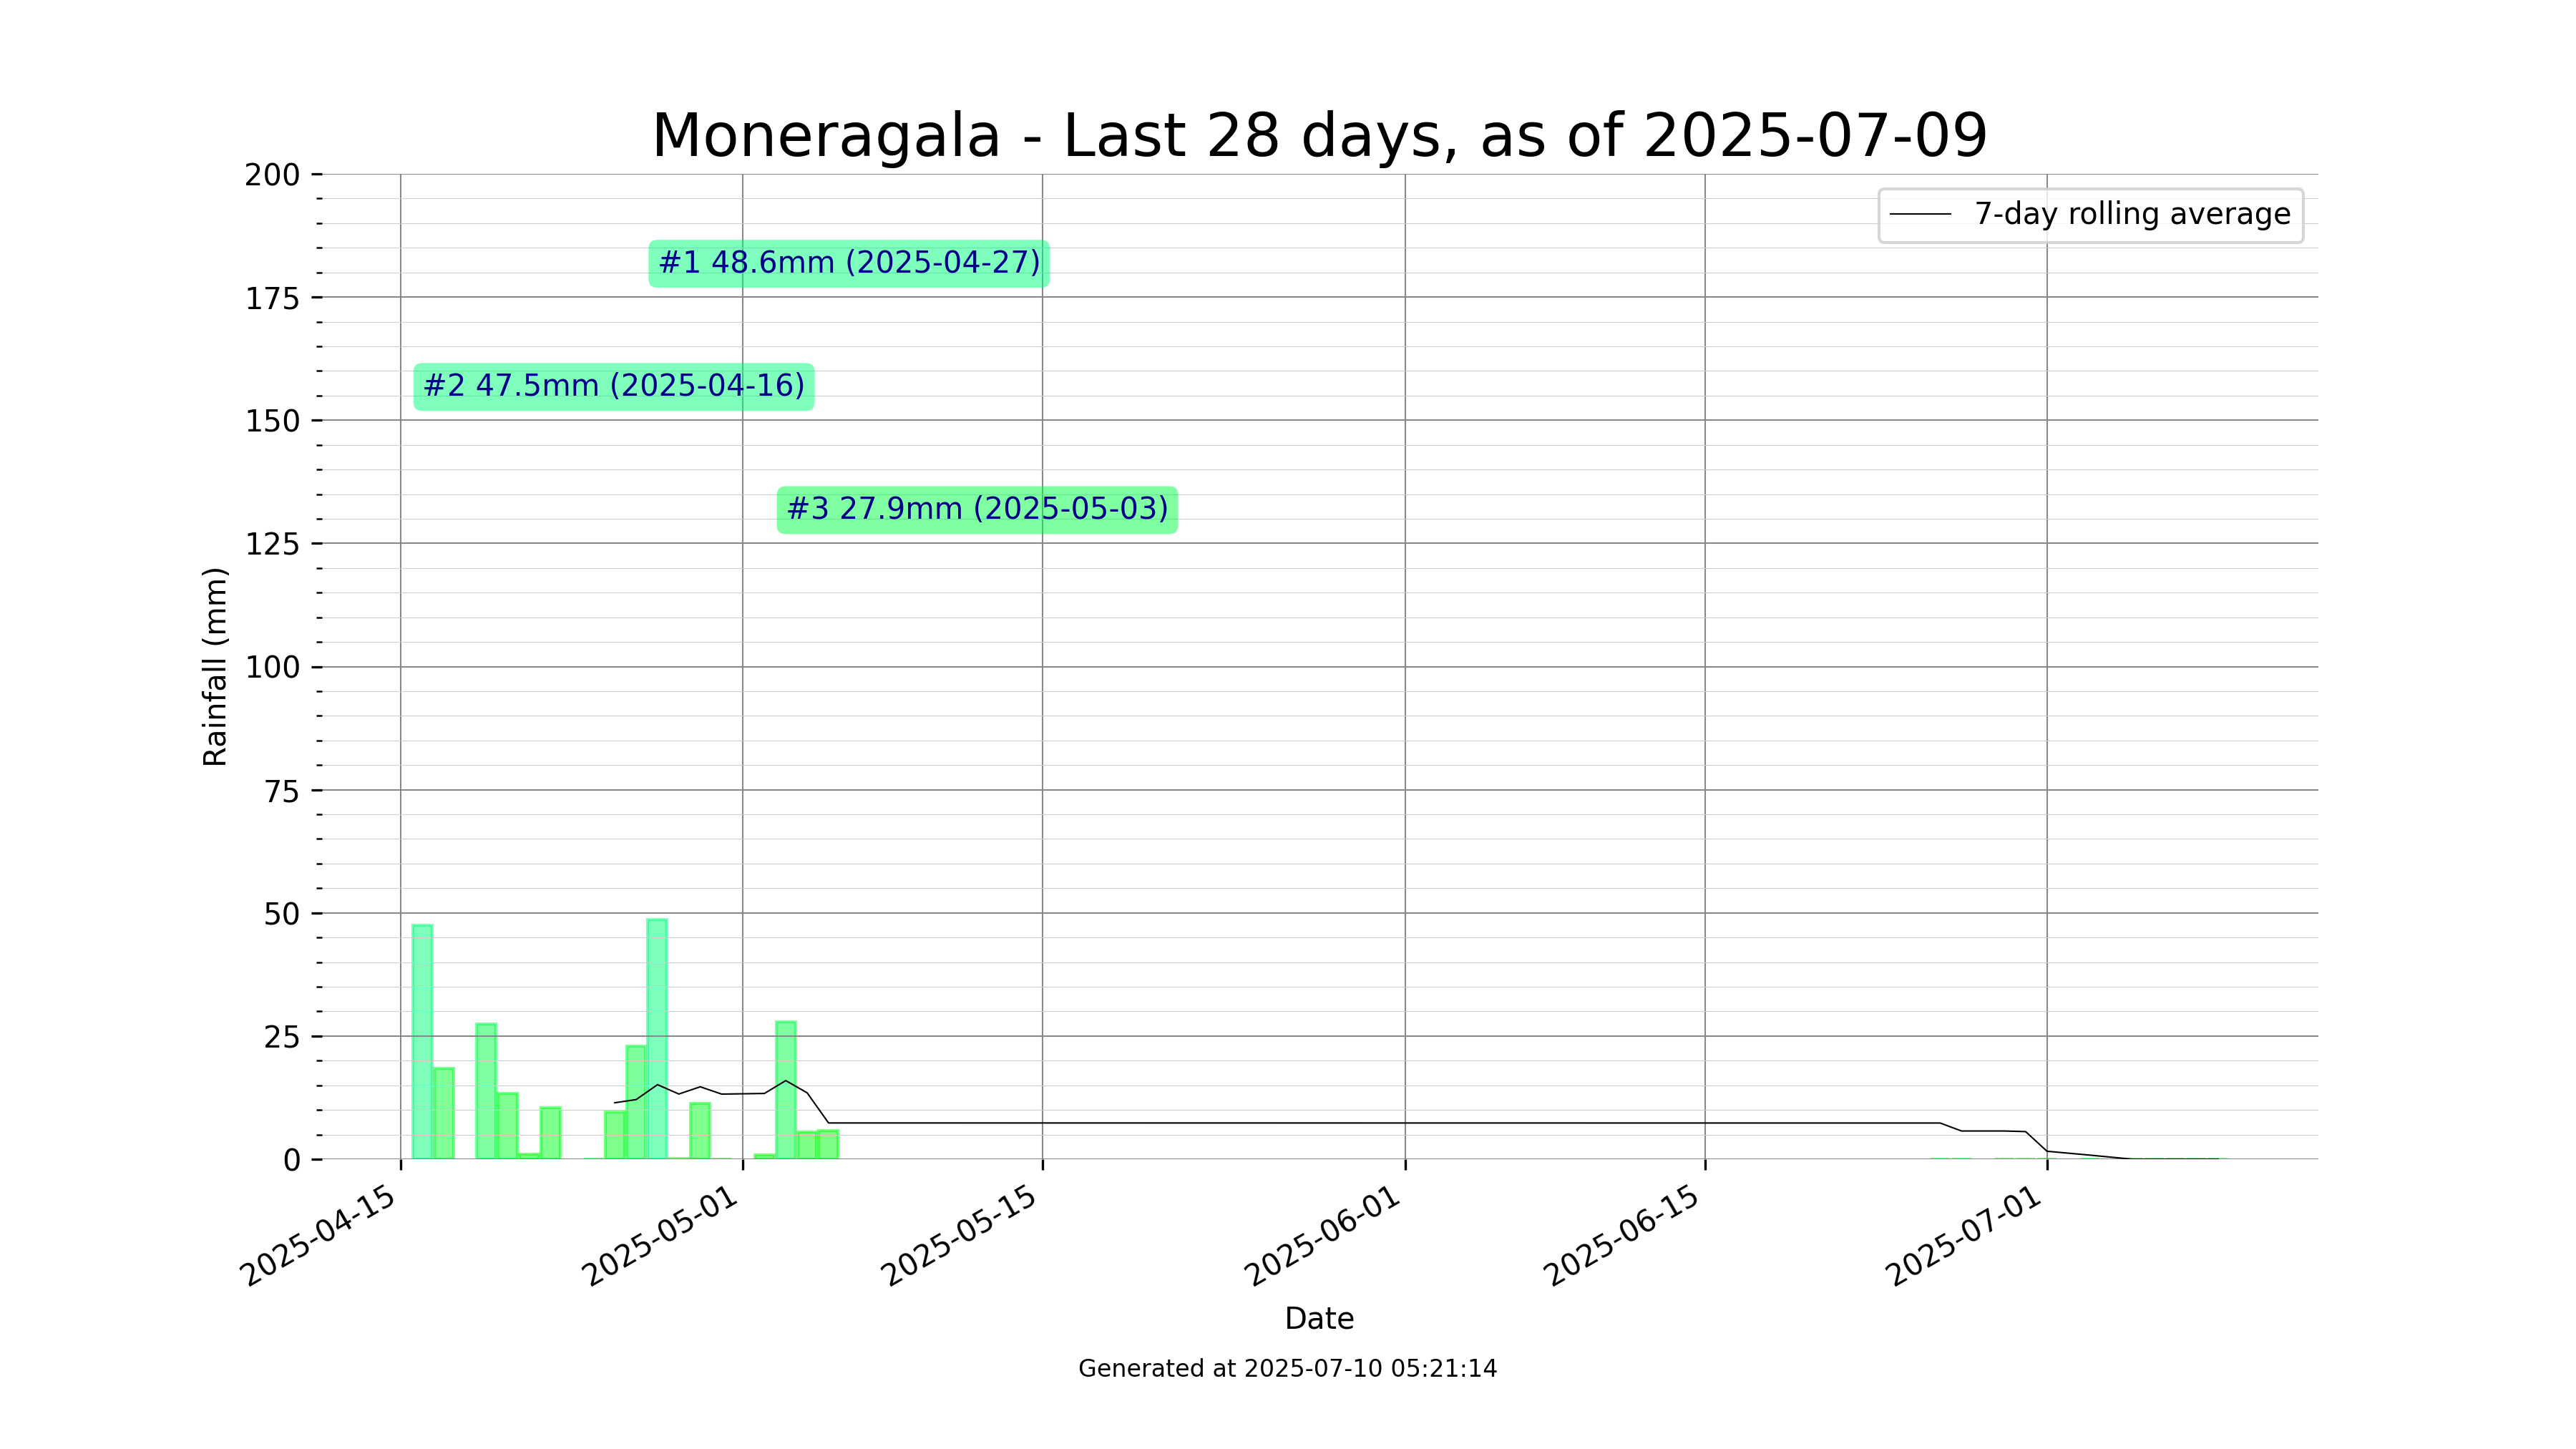 Moneragala - Last 28 days, as of 2025-07-09
200
7-day rolling average
#1 48.6mm (2025-04-27)
175
#2 47.5mm (2025-04-16)
150
#3 27.9mm (2025-05-03)
125
Rainfall (mm)
100
75
50
25
0
2025-04-15
2025-05-01
2025-05-15
2025-06-01
2025-06-15
2025-07-01
Date
Generated at 2025-07-10 05:21:14